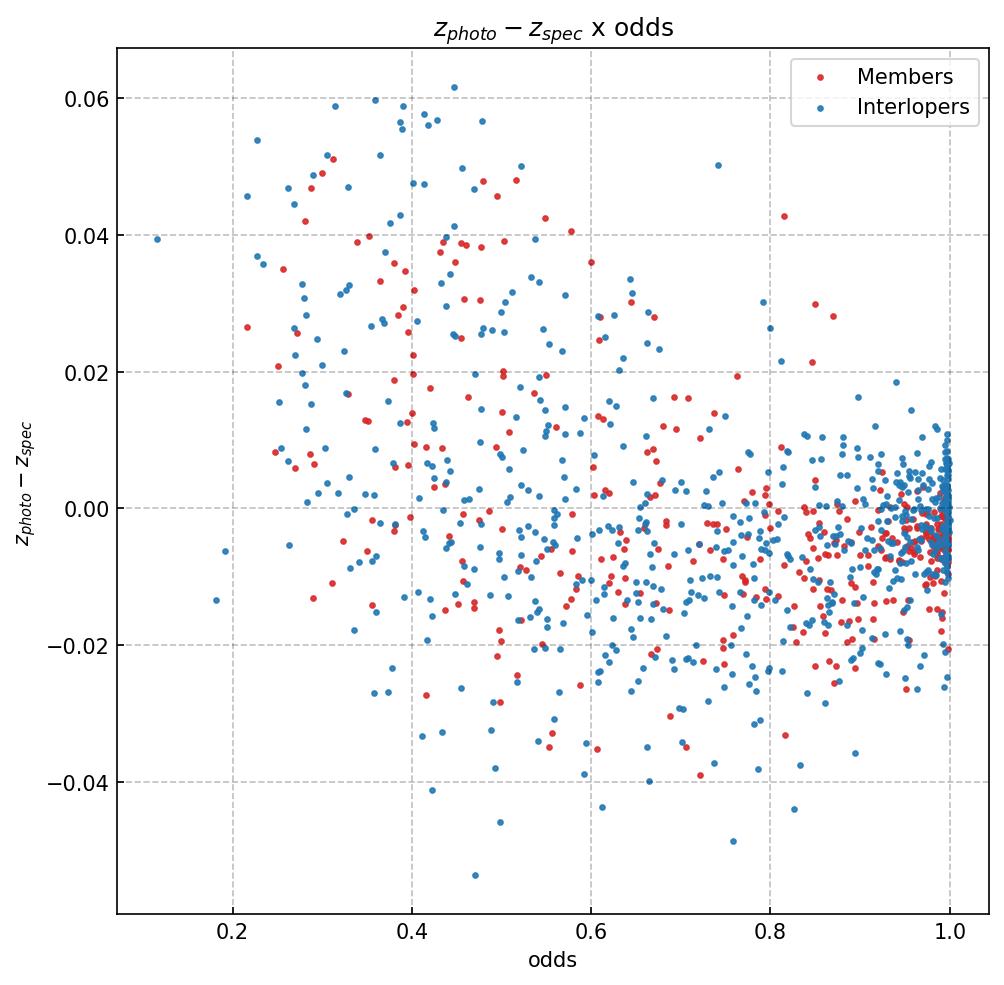 z_photo − z_spec x odds
Members
Interlopers
0.06
0.04
0.02
0.00
−0.02
−0.04
z_photo − z_spec
0.2 0.4 0.6 0.8 1.0
odds